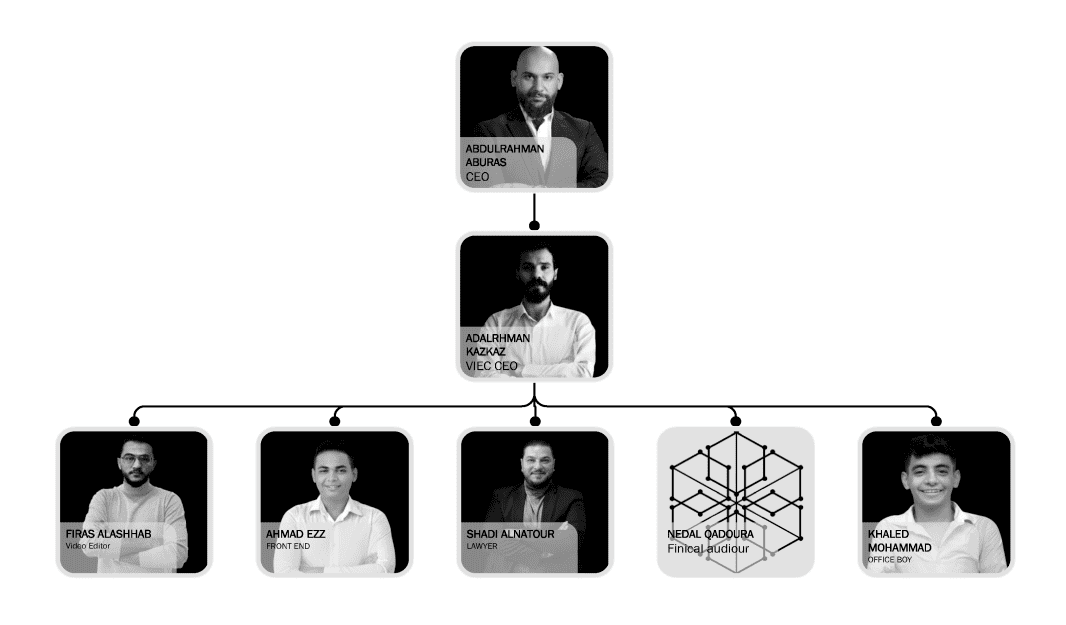 ABDULRAHMAN
ABURAS
CEO
ADALRHMAN
KAZKAZ
VIEC CEO
FIRAS ALASHHAB
Video Editor
AHMAD EZZ
FRONT END
SHADI ALNATOUR
LAWYER
NEDAL QADOURA
Finical audiour
KHALED
MOHAMMAD
OFFICE BOY